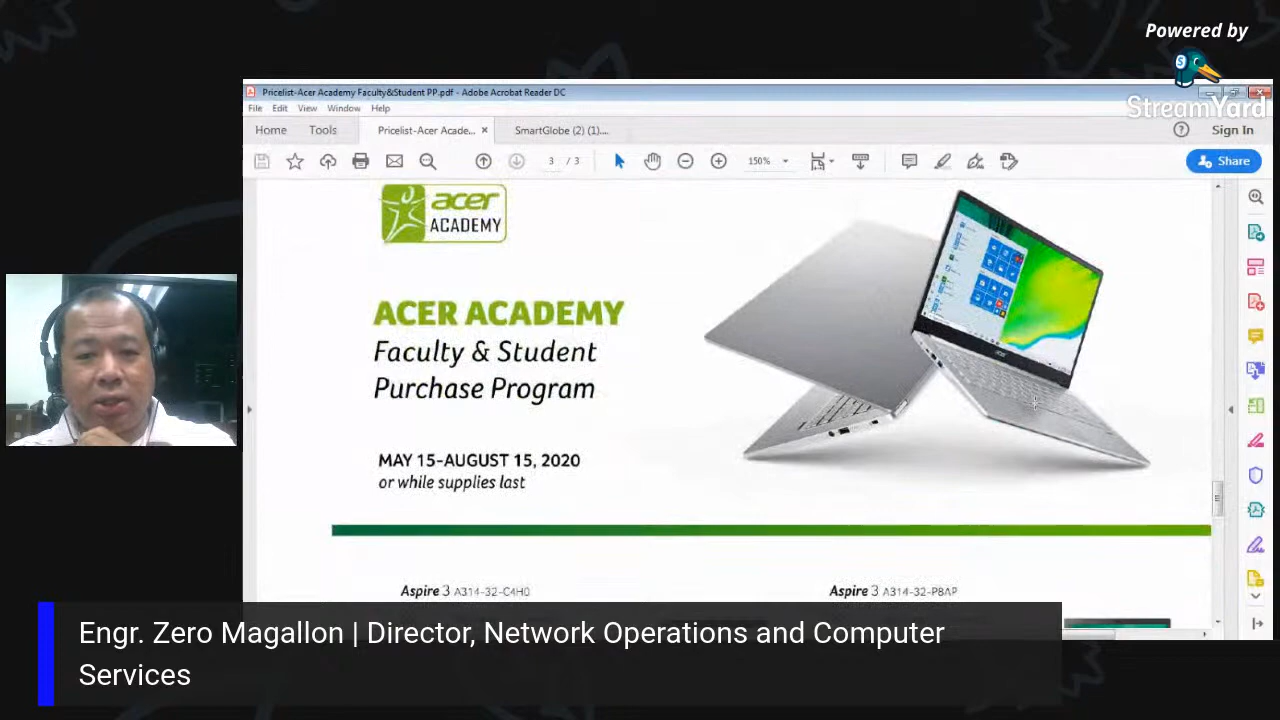 Powered by
StreamYard
Pricelist-Acer Academy Faculty&Student PP.pdf - Adobe Acrobat Reader DC
File Edit View Window Help
Home Tools Pricelist-Acer Acade... × SmartGlobe (2) (1).... Sign In
3 / 3 150% Share
acer
ACADEMY
ACER ACADEMY
Faculty & Student
Purchase Program
MAY 15-AUGUST 15, 2020
or while supplies last
Aspire 3 A314-32-C4H0 Aspire 3 A314-32-P8AP
Engr. Zero Magallon | Director, Network Operations and Computer
Services